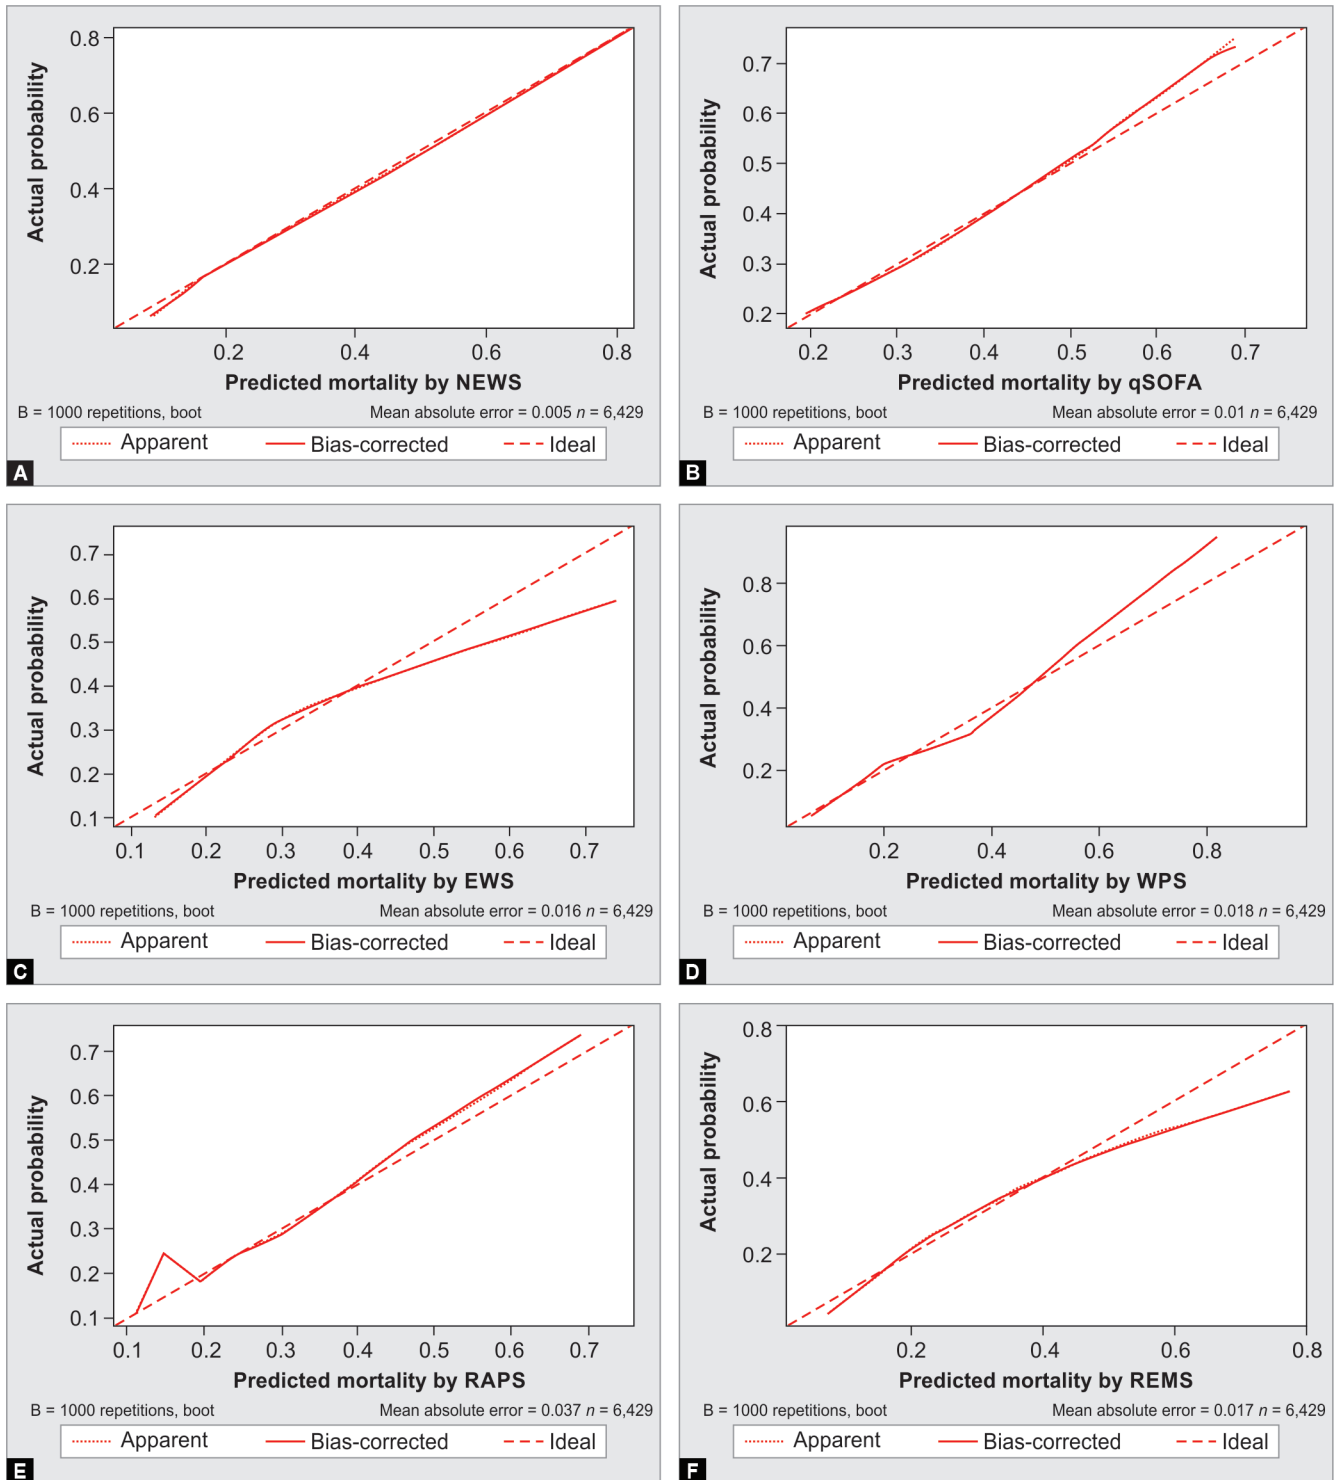 Actual probability
0.8
0.6
0.4
0.2
0.2 0.4 0.6 0.8
Predicted mortality by NEWS
B = 1000 repetitions, boot Mean absolute error = 0.005 n = 6,429
Apparent Bias-corrected Ideal
A
Actual probability
0.7
0.6
0.5
0.4
0.3
0.2
0.2 0.3 0.4 0.5 0.6 0.7
Predicted mortality by qSOFA
B = 1000 repetitions, boot Mean absolute error = 0.01 n = 6,429
Apparent Bias-corrected Ideal
B
Actual probability
0.7
0.6
0.5
0.4
0.3
0.2
0.1
0.1 0.2 0.3 0.4 0.5 0.6 0.7
Predicted mortality by EWS
B = 1000 repetitions, boot Mean absolute error = 0.016 n = 6,429
Apparent Bias-corrected Ideal
C
Actual probability
0.8
0.6
0.4
0.2
0.2 0.4 0.6 0.8
Predicted mortality by WPS
B = 1000 repetitions, boot Mean absolute error = 0.018 n = 6,429
Apparent Bias-corrected Ideal
D
Actual probability
0.7
0.6
0.5
0.4
0.3
0.2
0.1
0.1 0.2 0.3 0.4 0.5 0.6 0.7
Predicted mortality by RAPS
B = 1000 repetitions, boot Mean absolute error = 0.037 n = 6,429
Apparent Bias-corrected Ideal
E
Actual probability
0.8
0.6
0.4
0.2
0.2 0.4 0.6 0.8
Predicted mortality by REMS
B = 1000 repetitions, boot Mean absolute error = 0.017 n = 6,429
Apparent Bias-corrected Ideal
F